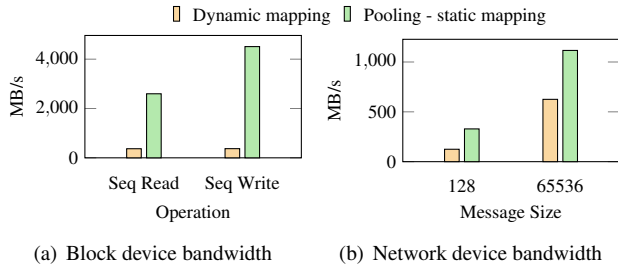 Dynamic mapping Pooling - static mapping
MB/s
4,000
2,000
0
Seq Read Seq Write
Operation
(a) Block device bandwidth
MB/s
1,000
500
0
128 65536
Message Size
(b) Network device bandwidth